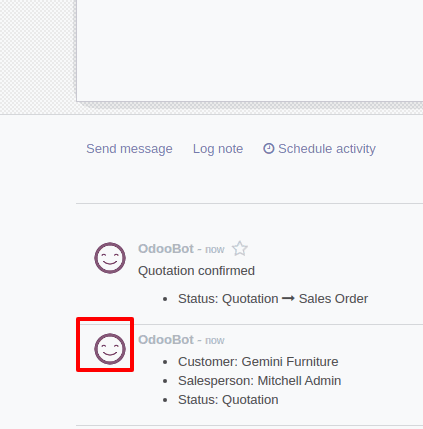 Send message Log note Schedule activity
OdooBot - now
Quotation confirmed
Status: Quotation → Sales Order
OdooBot - now
Customer: Gemini Furniture
Salesperson: Mitchell Admin
Status: Quotation